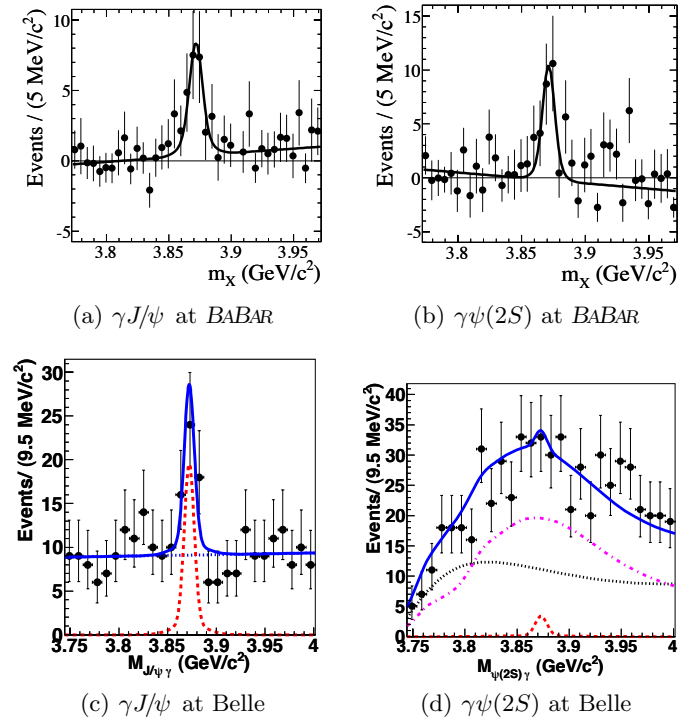 10
5
0
-5
Events / (5 MeV/c²)
3.8 3.85 3.9 3.95
m_X (GeV/c²)
(a) γJ/ψ at BABAR
15
10
5
0
-5
Events / (5 MeV/c²)
3.8 3.85 3.9 3.95
m_X (GeV/c²)
(b) γψ(2S) at BABAR
30
25
20
15
10
5
0
Events/ (9.5 MeV/c²)
3.75 3.8 3.85 3.9 3.95 4
M_J/ψ γ (GeV/c²)
(c) γJ/ψ at Belle
40
35
30
25
20
15
10
5
0
Events/ (9.5 MeV/c²)
3.75 3.8 3.85 3.9 3.95 4
M_ψ(2S) γ (GeV/c²)
(d) γψ(2S) at Belle